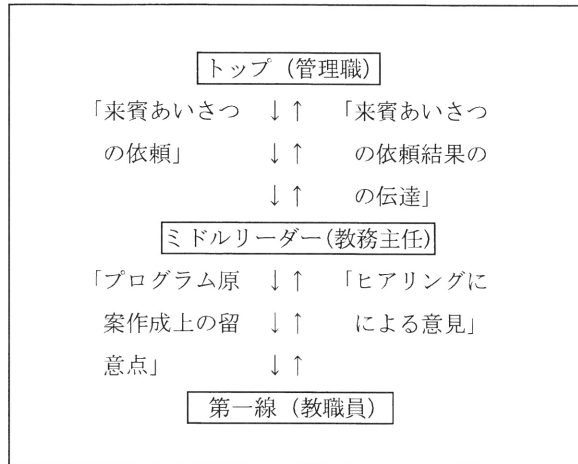 トップ（管理職）
「来賓あいさつ ↓↑ 「来賓あいさつ
の依頼」 ↓↑ の依頼結果の
↓↑ の伝達」
ミドルリーダー(教務主任)
「プログラム原 ↓↑ 「ヒアリングに
案作成上の留 ↓↑ による意見」
意点」 ↓↑
第一線（教職員）